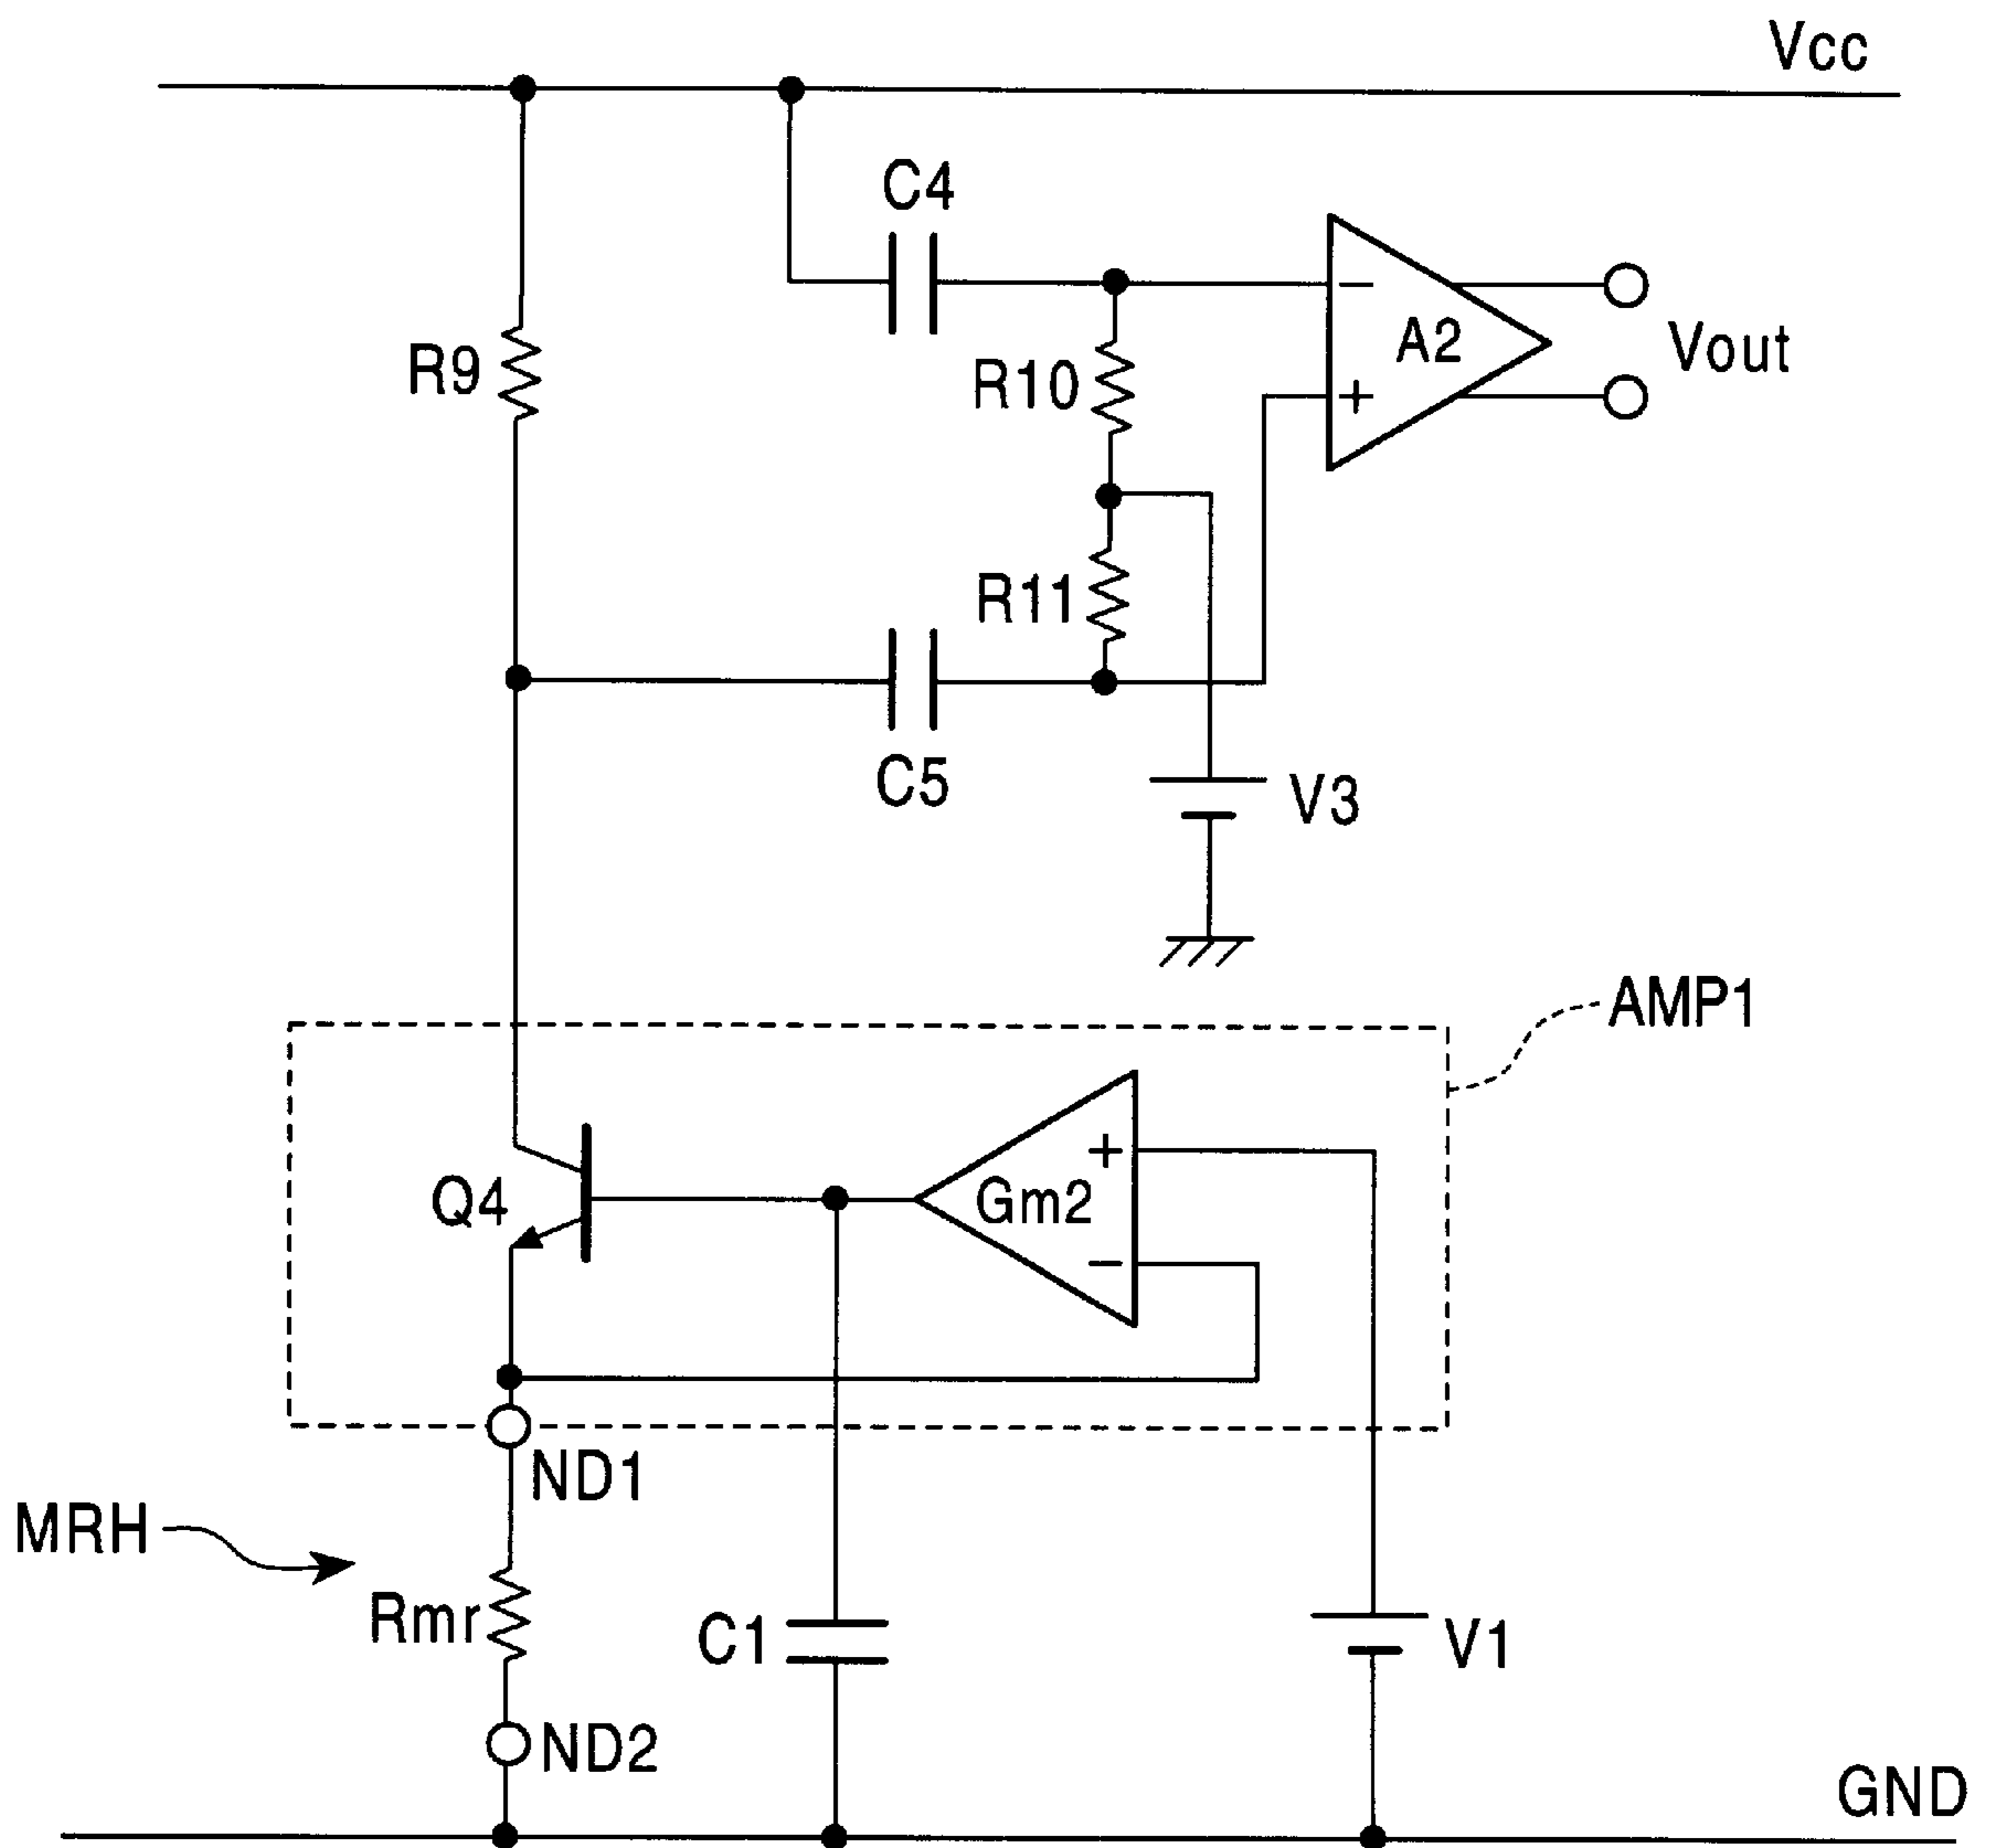 Vcc
C4
R9
R10
−
A2
+
Vout
R11
C5
V3
AMP1
+
Q4
Gm2
−
ND1
MRH
Rmr
C1
V1
ND2
GND